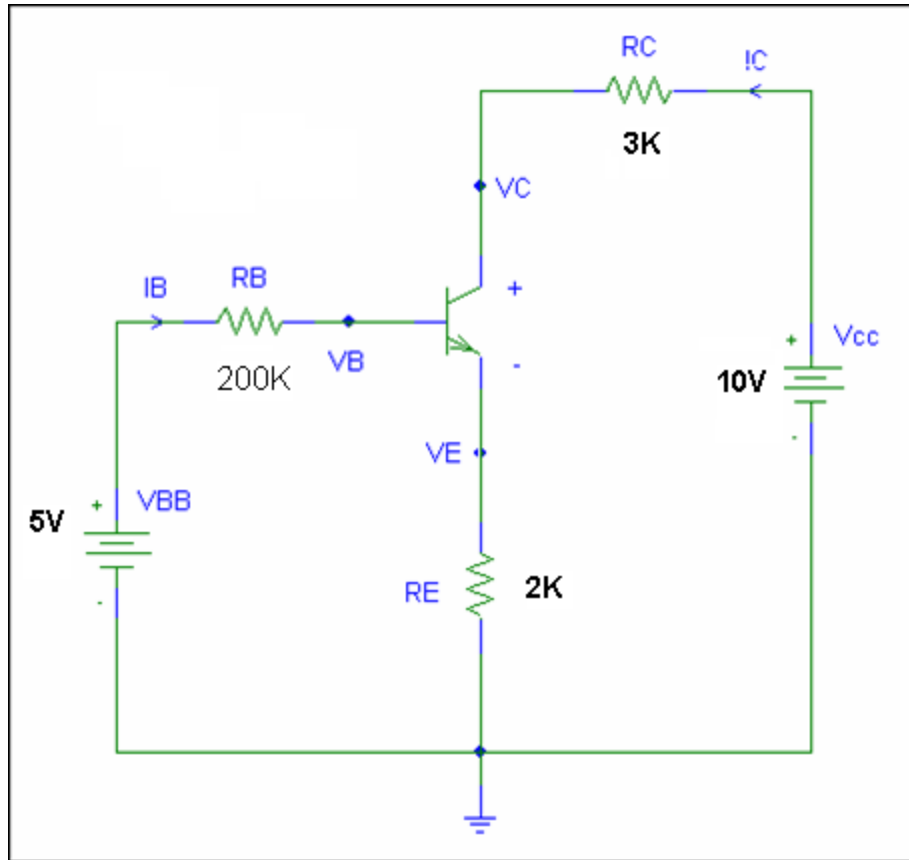 RC
!C
3K
VC
IB
RB
+
+
Vcc
VB
200K
-
10V
-
VE
+
VBB
5V
RE
2K
-